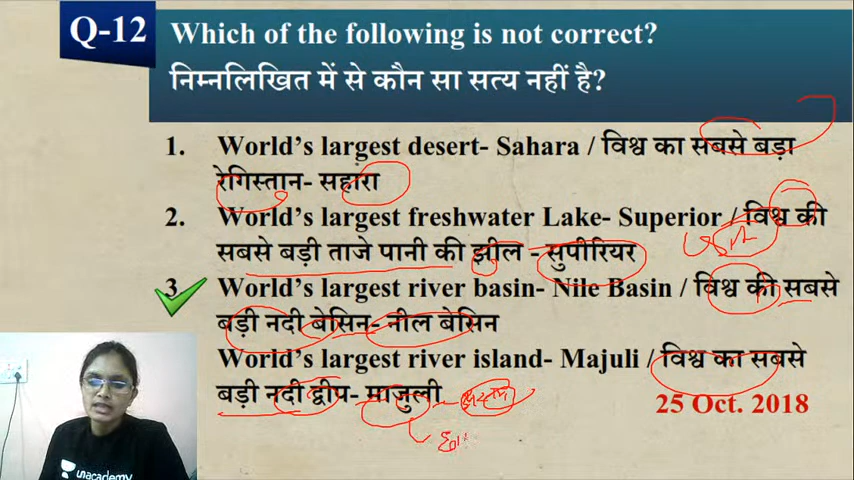 Q-12
Which of the following is not correct?
निम्नलिखित में से कौन सा सत्य नहीं है?
1. World's largest desert- Sahara / विश्व का सबसे बड़ा
रेगिस्तान- सहारा
2. World's largest freshwater Lake- Superior / विश्व की
सबसे बड़ी ताजे पानी की झील - सुपीरियर
3. World's largest river basin- Nile Basin / विश्व की सबसे
बड़ी नदी बेसिन- नील बेसिन
World's largest river island- Majuli / विश्व का सबसे
बड़ी नदी द्वीप- माजुली
25 Oct. 2018
unacademy